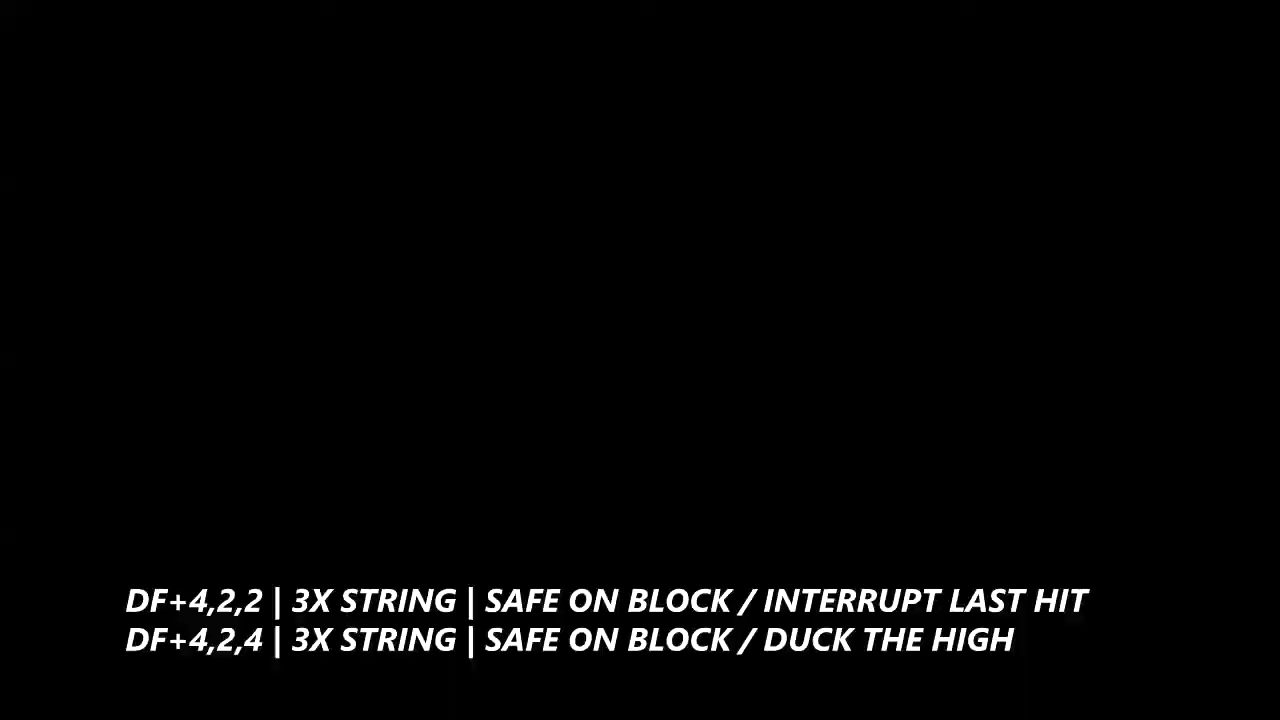 DF+4,2,2 | 3X STRING | SAFE ON BLOCK / INTERRUPT LAST HIT
DF+4,2,4 | 3X STRING | SAFE ON BLOCK / DUCK THE HIGH